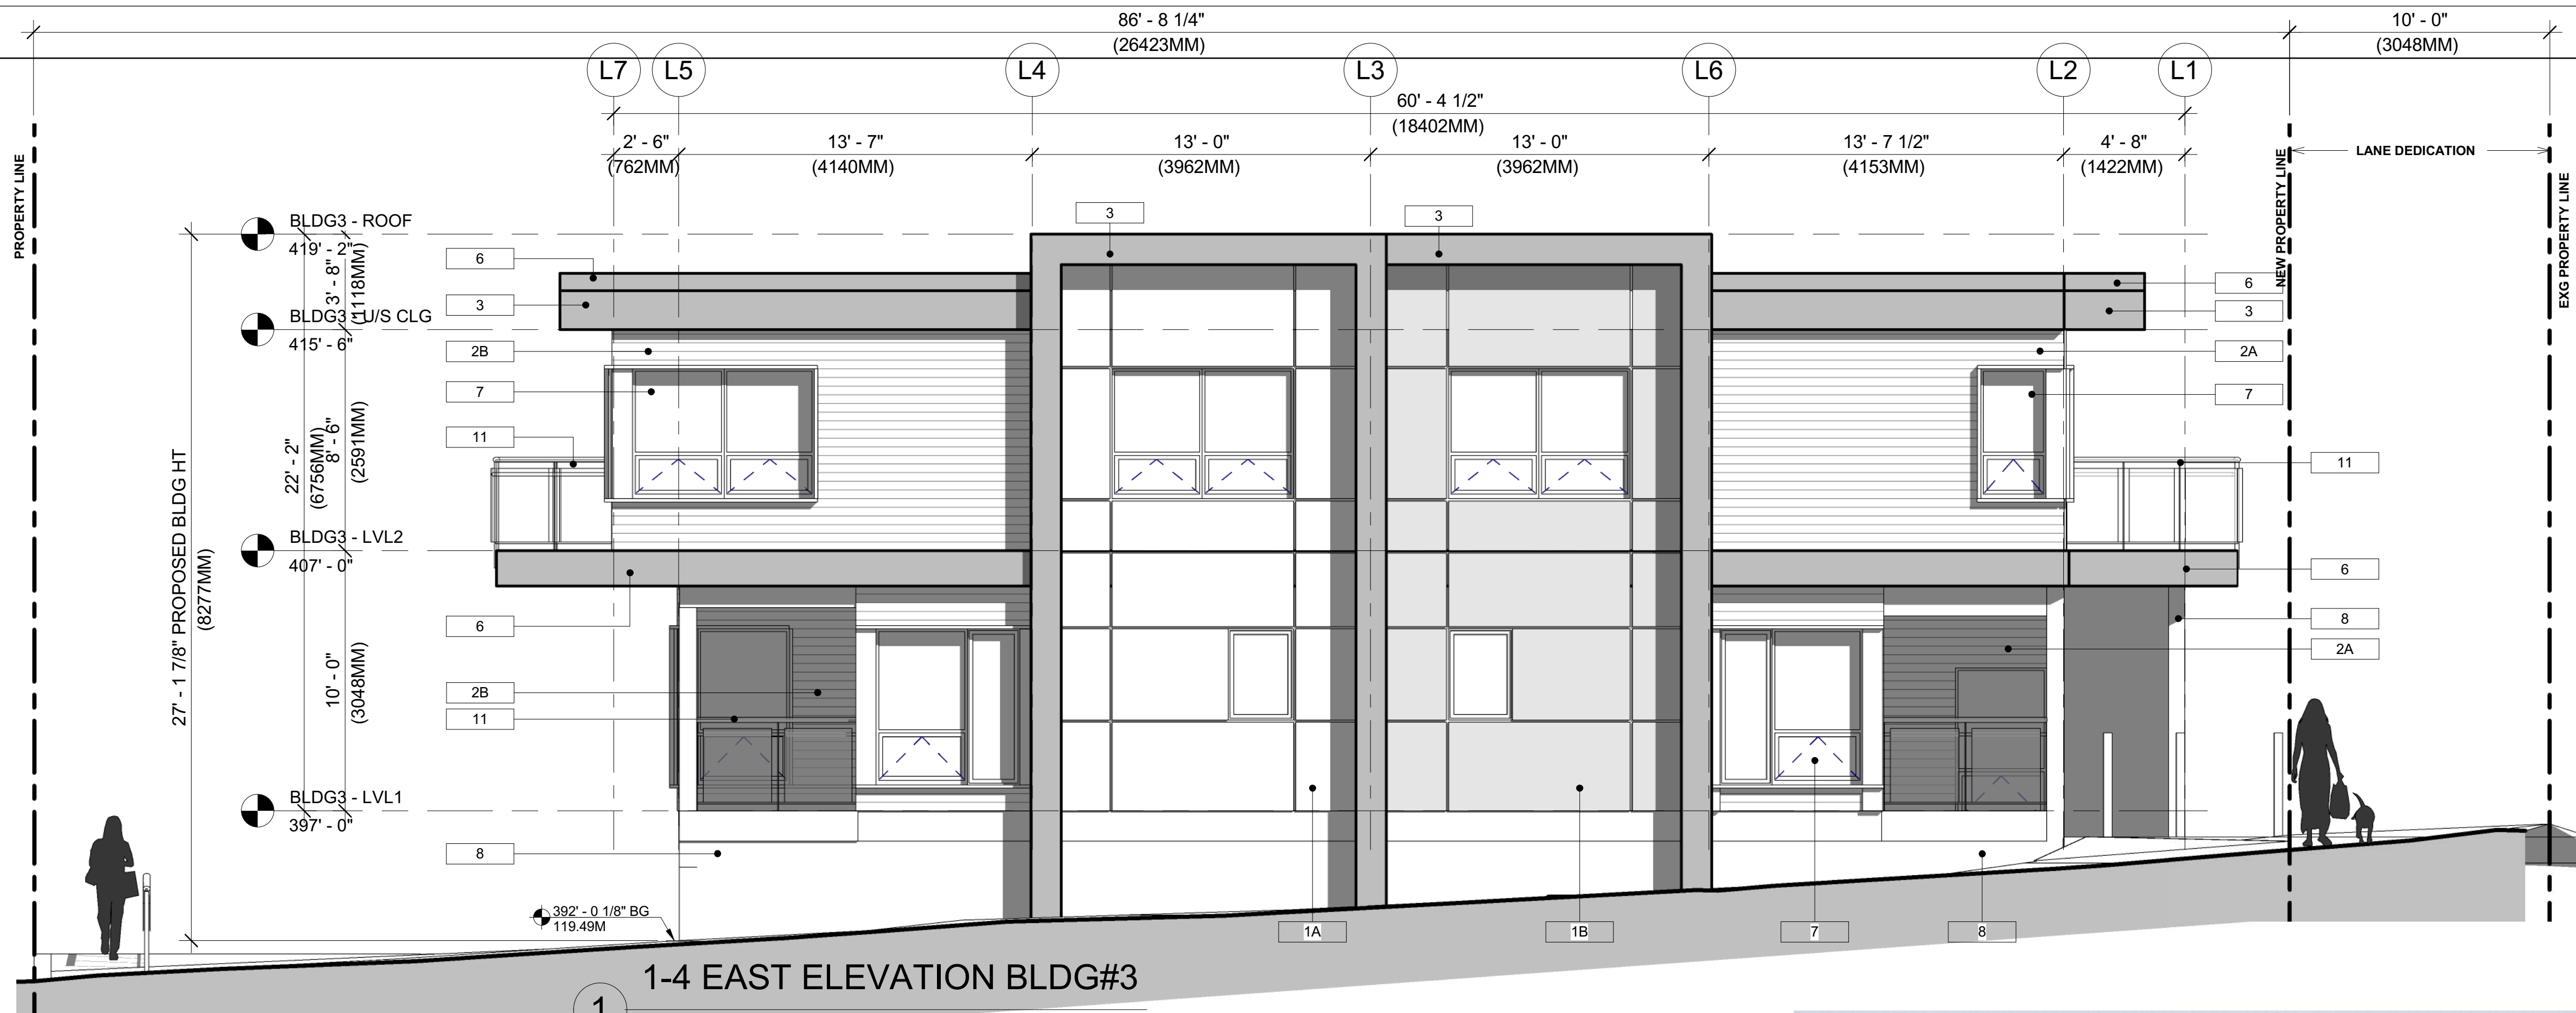 86' - 8 1/4"
(26423MM)
10' - 0"
(3048MM)
L7
L5
L4
L3
L6
L2
L1
60' - 4 1/2"
(18402MM)
2' - 6"
(762MM)
13' - 7"
(4140MM)
13' - 0"
(3962MM)
13' - 0"
(3962MM)
13' - 7 1/2"
(4153MM)
4' - 8"
(1422MM)
LANE DEDICATION
PROPERTY LINE
NEW PROPERTY LINE
EXG PROPERTY LINE
BLDG3 - ROOF
419' - 2"
3' - 8"
(1118MM)
BLDG3 - U/S CLG
415' - 6"
8' - 6"
(2591MM)
22' - 2"
(6756MM)
BLDG3 - LVL2
407' - 0"
10' - 0"
(3048MM)
BLDG3 - LVL1
397' - 0"
27' - 1 7/8" PROPOSED BLDG HT
(8277MM)
3
3
6
3
2B
7
11
6
2B
11
8
6
3
2A
7
11
6
8
2A
392' - 0 1/8" BG
119.49M
1A
1B
7
8
1-4 EAST ELEVATION BLDG#3
1